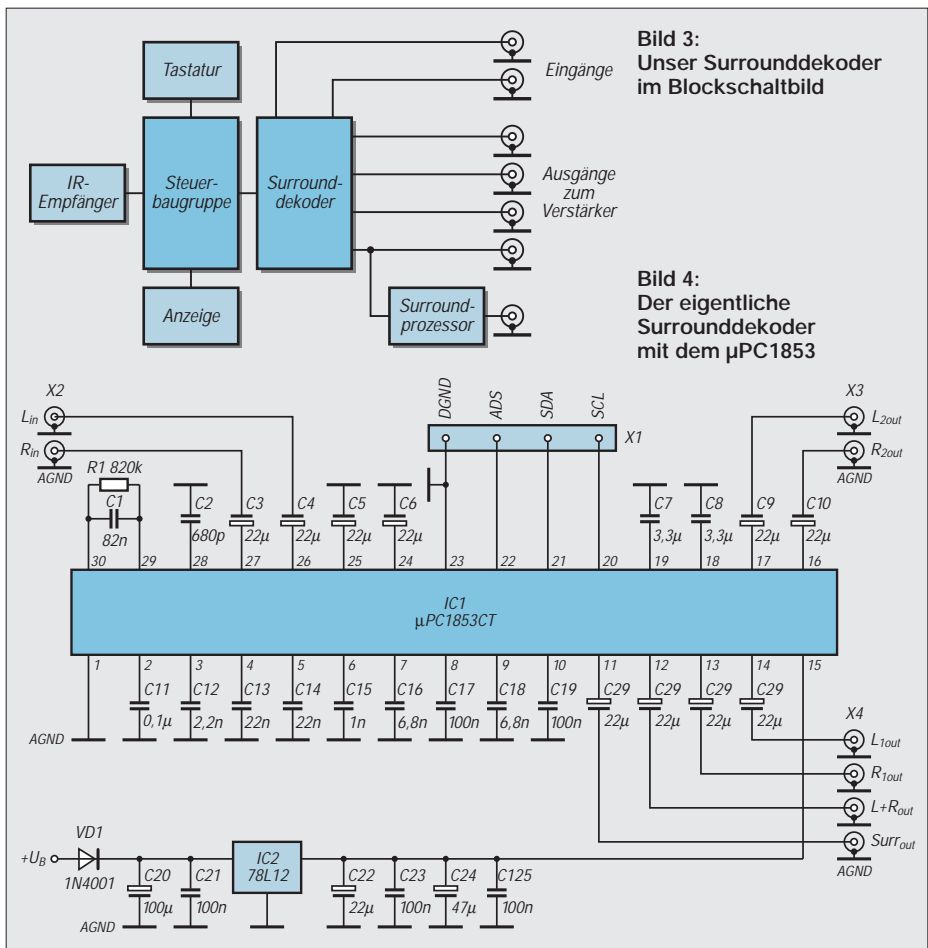 Bild 3:
Unser Surrounddekoder
im Blockschaltbild
Tastatur
Eingänge
IR-
Empfänger
Steuer-
baugruppe
Surround-
dekoder
Ausgänge
zum
Verstärker
Anzeige
Surround-
prozessor
Bild 4:
Der eigentliche
Surrounddekoder
mit dem µPC1853
X2
Lin
Rin
AGND
DGND
ADS
SDA
SCL
X1
X3
L2out
R2out
AGND
R1 820k
C1
82n
C2
680p
C3
22µ
C4
22µ
C5
22µ
C6
22µ
C7
3,3µ
C8
3,3µ
C9
22µ
C10
22µ
30 29 28 27 26 25 24 23 22 21 20 19 18 17 16
IC1
µPC1853CT
1 2 3 4 5 6 7 8 9 10 11 12 13 14 15
C11
0,1µ
C12
2,2n
C13
22n
C14
22n
C15
1n
C16
6,8n
C17
100n
C18
6,8n
C19
100n
C29
22µ
C29
22µ
C29
22µ
C29
22µ
AGND
X4
L1out
R1out
L+Rout
Surrout
AGND
+UB
VD1
1N4001
C20
100µ
C21
100n
IC2
78L12
C22
22µ
C23
100n
C24
47µ
C125
100n
AGND